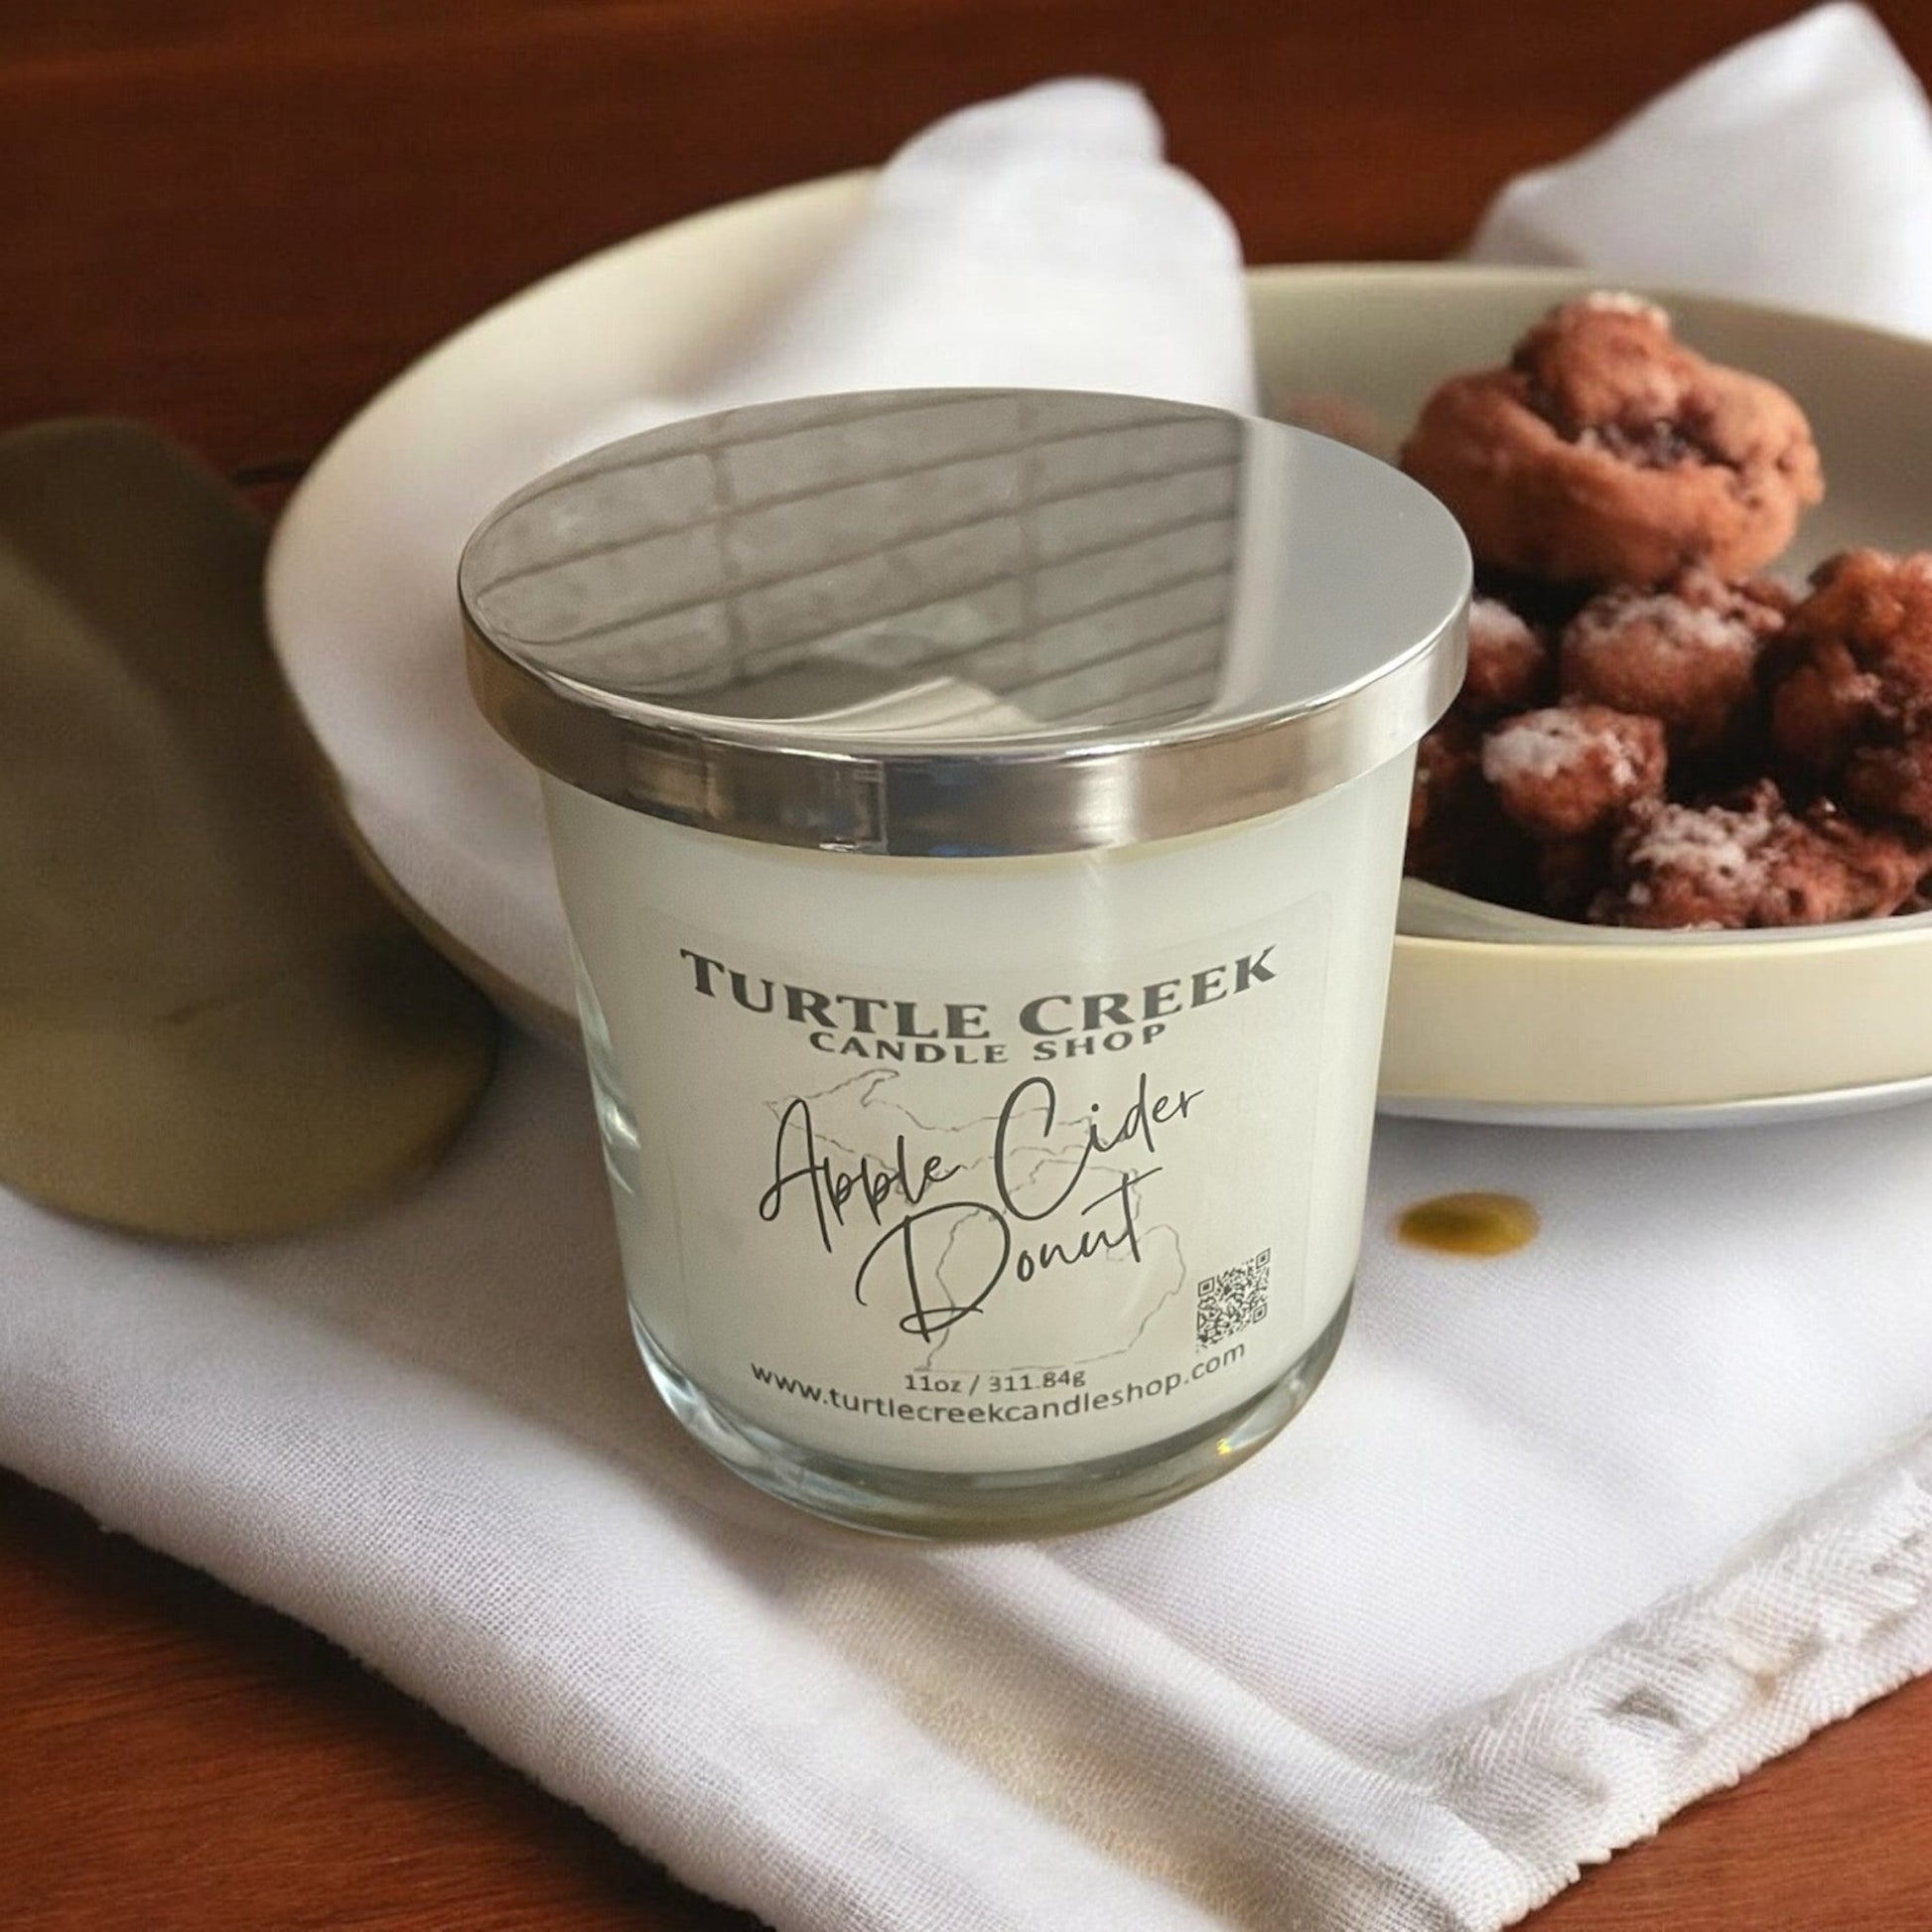 TURTLE CREEK
CANDLE SHOP
Apple Cider
Donut
11oz / 311.84g
www.turtlecreekcandleshop.com